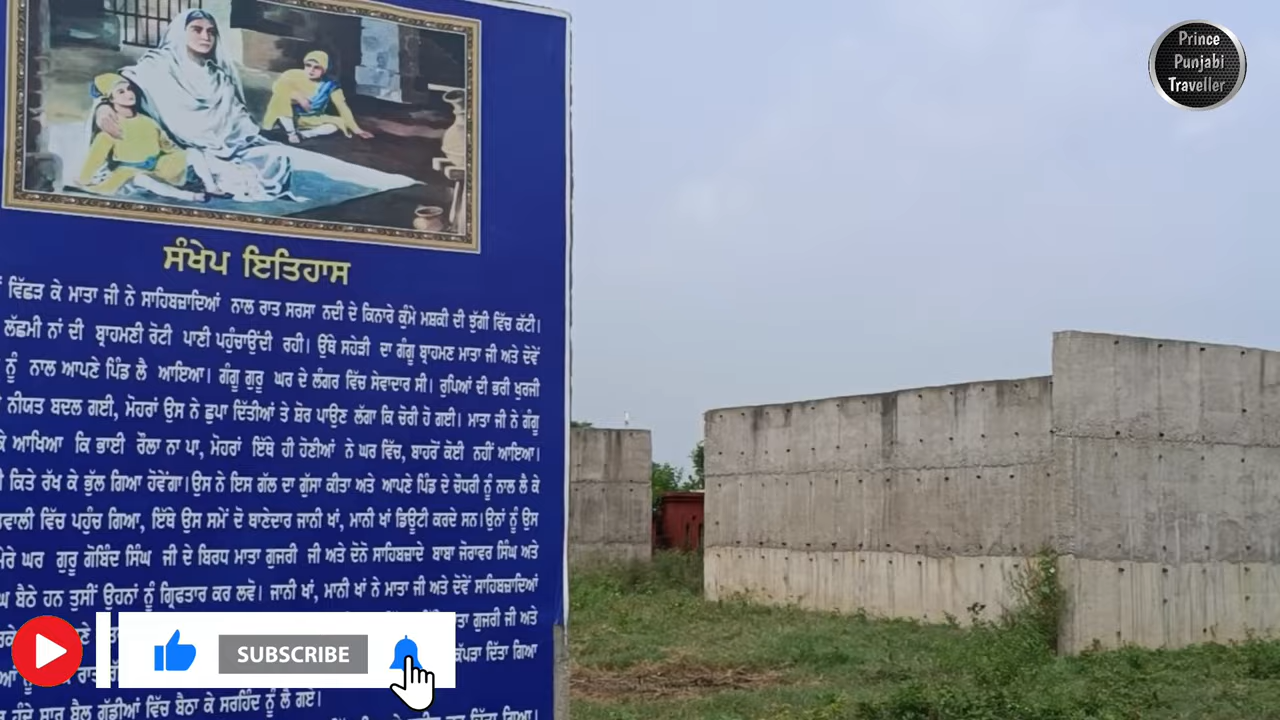 Prince
Punjabi
Traveller
ਸੰਖੇਪ ਇਤਿਹਾਸ
ਵਿੱਛੜ ਕੇ ਮਾਤਾ ਜੀ ਨੇ ਸਾਹਿਬਜ਼ਾਦਿਆਂ ਨਾਲ ਰਾਤ ਸਰਸਾ ਨਦੀ ਦੇ ਕਿਨਾਰੇ ਕੁੰਮੇ ਮਸ਼ਕੀ ਦੀ ਝੁੱਗੀ ਵਿੱਚ ਕੱਟੀ।
ਲੱਛਮੀ ਨਾਂ ਦੀ ਬ੍ਰਾਹਮਣੀ ਰੋਟੀ ਪਾਣੀ ਪਹੁੰਚਾਉਂਦੀ ਰਹੀ। ਉੱਥੇ ਸਹੇੜੀ ਦਾ ਗੰਗੂ ਬ੍ਰਾਹਮਣ ਮਾਤਾ ਜੀ ਅਤੇ ਦੋਵੇਂ
ਨੂੰ ਨਾਲ ਆਪਣੇ ਪਿੰਡ ਲੈ ਆਇਆ। ਗੰਗੂ ਗੁਰੂ ਘਰ ਦੇ ਲੰਗਰ ਵਿੱਚ ਸੇਵਾਦਾਰ ਸੀ। ਰੁਪਿਆਂ ਦੀ ਭਰੀ ਖੁਰਜੀ
ਨੀਯਤ ਬਦਲ ਗਈ, ਮੋਹਰਾਂ ਉਸ ਨੇ ਛੁਪਾ ਦਿੱਤੀਆਂ ਤੇ ਸ਼ੋਰ ਪਾਉਣ ਲੱਗਾ ਕਿ ਚੋਰੀ ਹੋ ਗਈ। ਮਾਤਾ ਜੀ ਨੇ ਗੰਗੂ
ਕੇ ਆਖਿਆ ਕਿ ਭਾਈ ਰੌਲਾ ਨਾ ਪਾ, ਮੋਹਰਾਂ ਇੱਥੇ ਹੀ ਹੋਣੀਆਂ ਨੇ ਘਰ ਵਿੱਚ, ਬਾਹਰੋਂ ਕੋਈ ਨਹੀਂ ਆਇਆ।
ਕਿਤੇ ਰੱਖ ਕੇ ਭੁੱਲ ਗਿਆ ਹੋਵੇਂਗਾ।ਉਸ ਨੇ ਇਸ ਗੱਲ ਦਾ ਗੁੱਸਾ ਕੀਤਾ ਅਤੇ ਆਪਣੇ ਪਿੰਡ ਦੇ ਚੌਧਰੀ ਨੂੰ ਨਾਲ ਲੈ ਕੇ
ਵਿੱਚ ਪਹੁੰਚ ਗਿਆ, ਇੱਥੇ ਉਸ ਸਮੇਂ ਦੋ ਥਾਣੇਦਾਰ ਜਾਨੀ ਖਾਂ, ਮਾਨੀ ਖਾਂ ਡਿਊਟੀ ਕਰਦੇ ਸਨ।ਉਨਾਂ ਨੂੰ ਉਸ
ਮੇਰੇ ਘਰ ਗੁਰੂ ਗੋਬਿੰਦ ਸਿੰਘ ਜੀ ਦੇ ਬਿਰਧ ਮਾਤਾ ਗੁਜਰੀ ਜੀ ਅਤੇ ਦੋਨੋ ਸਾਹਿਬਜ਼ਾਦੇ ਬਾਬਾ ਜੋਰਾਵਰ ਸਿੰਘ ਅਤੇ
ਬੈਠੇ ਹਨ ਤੁਸੀਂ ਉਹਨਾਂ ਨੂੰ ਗ੍ਰਿਫਤਾਰ ਕਰ ਲਵੋ। ਜਾਨੀ ਖਾਂ, ਮਾਨੀ ਖਾਂ ਨੇ ਮਾਤਾ ਜੀ ਅਤੇ ਦੋਵੇਂ ਸਾਹਿਬਜ਼ਾਦਿਆਂ
ਗੁਜਰੀ ਜੀ ਅਤੇ
ਦਿੱਤਾ ਗਿਆ
SUBSCRIBE
ਸਾਰ ਬੈਲ ਗੱਡੀਆਂ ਵਿੱਚ ਬੈਠਾ ਕੇ ਸਰਹਿੰਦ ਨੂੰ ਲੈ ਗਏ।